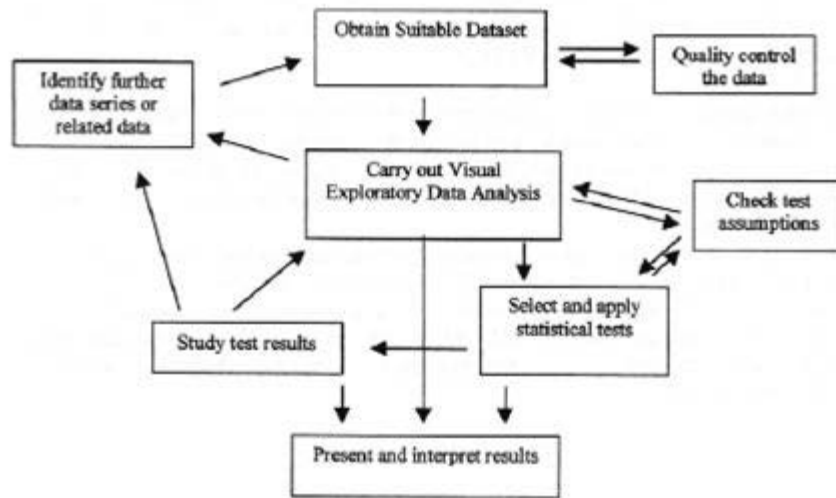 Obtain Suitable Dataset
Quality control
the data
Identify further
data series or
related data
Carry out Visual
Exploratory Data Analysis
Check test
assumptions
Select and apply
statistical tests
Study test results
Present and interpret results